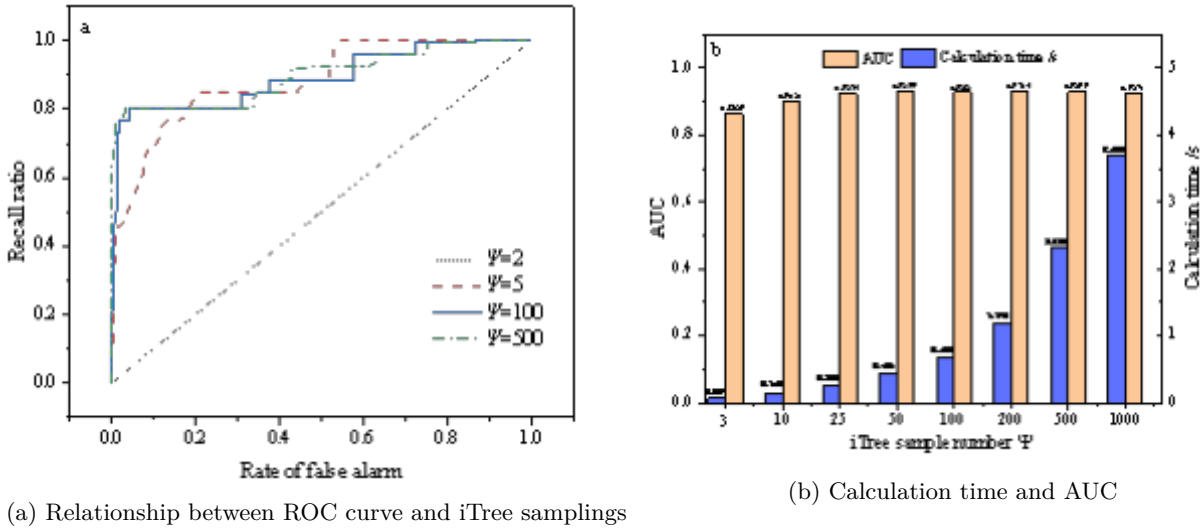 a
1.0
0.8
0.6
0.4
0.2
0.0
Recall ratio
Ψ=2
Ψ=5
Ψ=100
Ψ=500
0.0 0.2 0.4 0.6 0.8 1.0
Rate of false alarm
(a) Relationship between ROC curve and iTree samplings
b
AUC Calculation time /s
1.0
0.8
0.6
0.4
0.2
0.0
AUC
5
4
3
2
1
0
Calculation time /s
3 10 25 50 100 200 500 1000
iTree sample number Ψ
(b) Calculation time and AUC